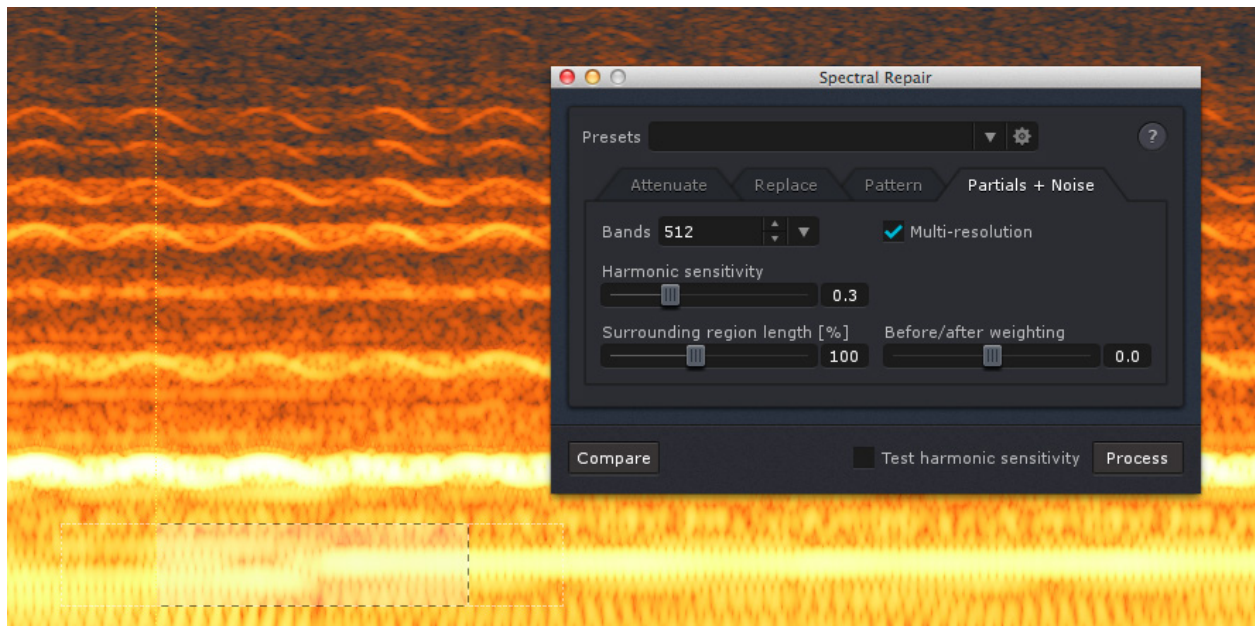 Spectral Repair
Presets
?
Attenuate Replace Pattern Partials + Noise
Bands 512 Multi-resolution
Harmonic sensitivity
0.3
Surrounding region length [%] Before/after weighting
100 0.0
Compare Test harmonic sensitivity Process